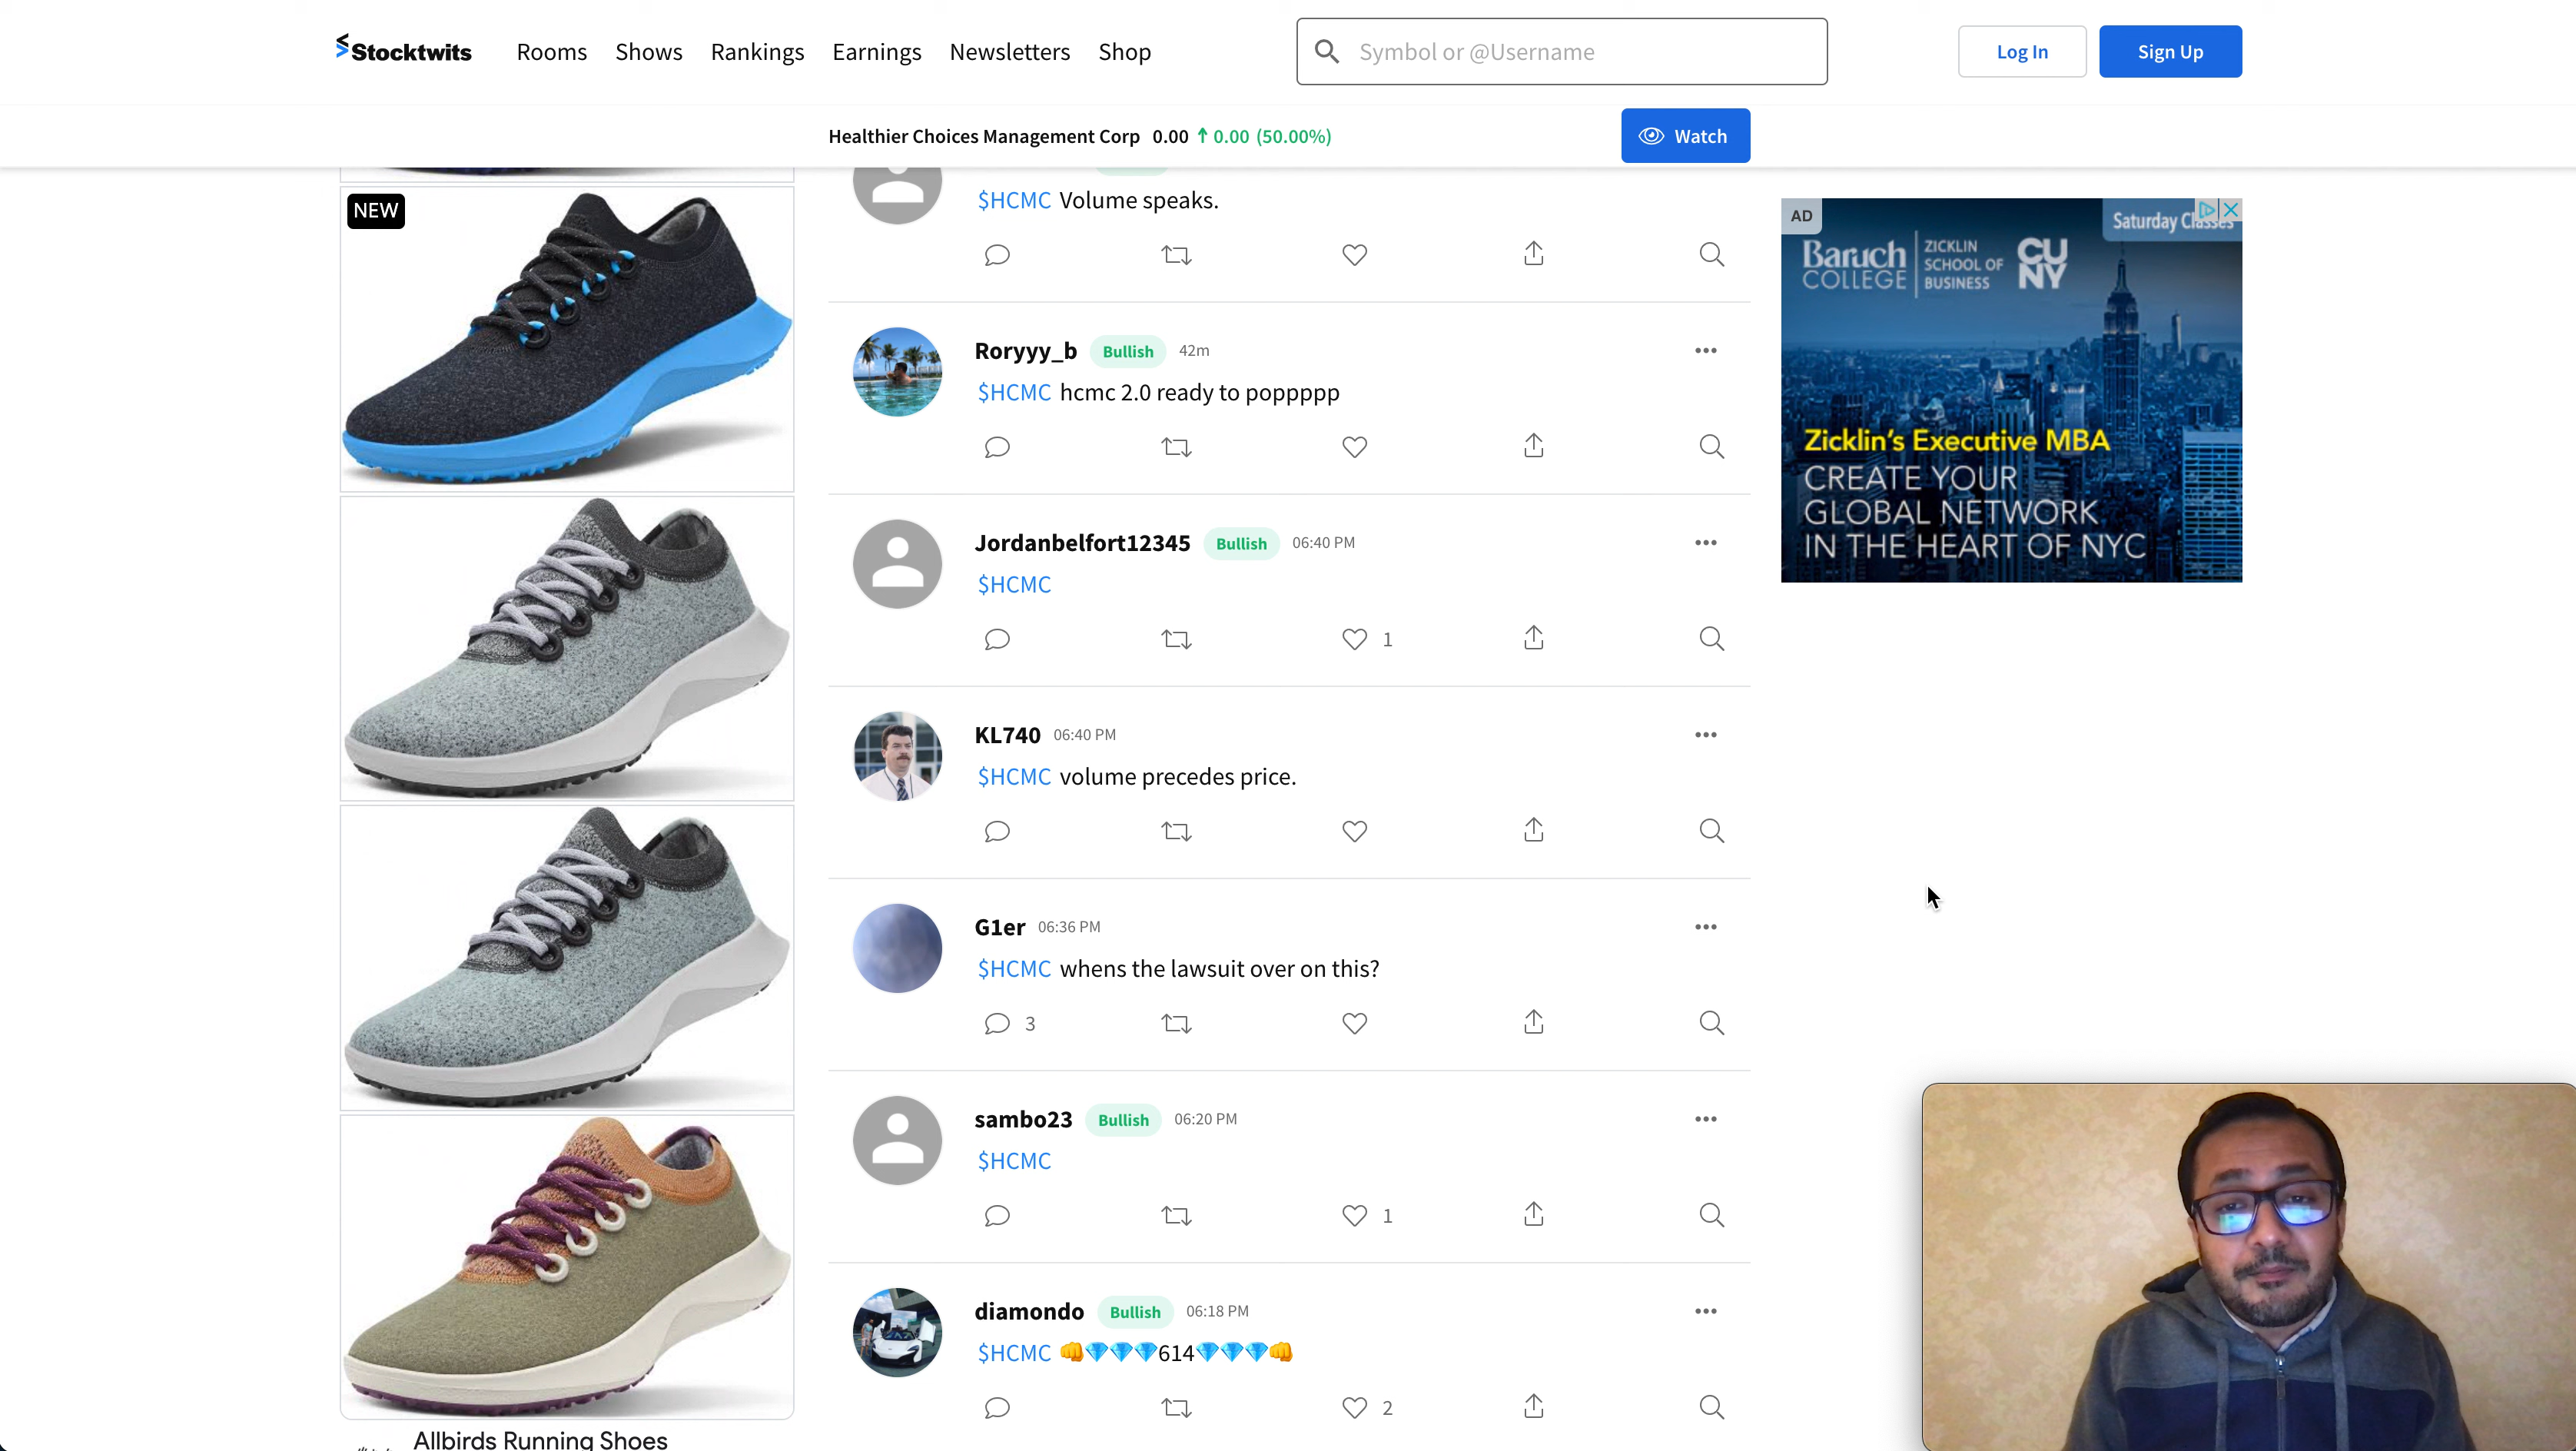 Stocktwits Rooms Shows Rankings Earnings Newsletters Shop Symbol or @Username Log In Sign Up
Healthier Choices Management Corp 0.00 ↑ 0.00 (50.00%) Watch
NEW
$HCMC Volume speaks.
Roryyy_b Bullish 42m
$HCMC hcmc 2.0 ready to poppppp
Jordanbelfort12345 Bullish 06:40 PM
$HCMC
1
KL740 06:40 PM
$HCMC volume precedes price.
G1er 06:36 PM
$HCMC whens the lawsuit over on this?
3
sambo23 Bullish 06:20 PM
$HCMC
1
diamondo Bullish 06:18 PM
$HCMC 👊💎💎💎614💎💎💎👊
2
Allbirds Running Shoes
AD
Saturday Classes
Baruch
COLLEGE
ZICKLIN
SCHOOL OF
BUSINESS
CU
NY
Zicklin's Executive MBA
CREATE YOUR
GLOBAL NETWORK
IN THE HEART OF NYC